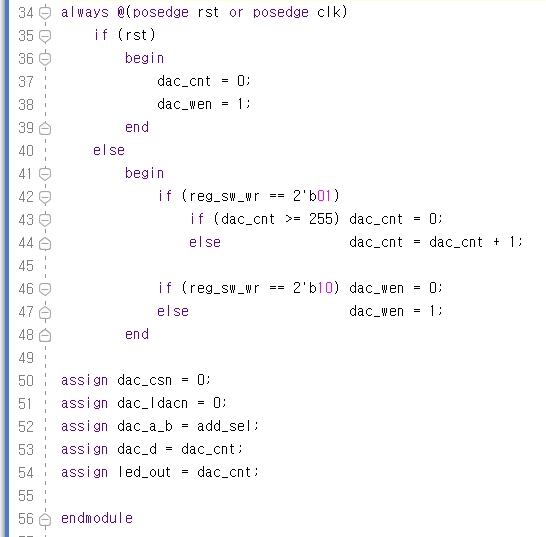 34 always @(posedge rst or posedge clk)
35     if (rst)
36         begin
37             dac_cnt = 0;
38             dac_wen = 1;
39         end
40     else
41         begin
42             if (reg_sw_wr == 2'b01)
43                 if (dac_cnt >= 255) dac_cnt = 0;
44                 else                dac_cnt = dac_cnt + 1;
45
46             if (reg_sw_wr == 2'b10) dac_wen = 0;
47             else                    dac_wen = 1;
48         end
49
50 assign dac_csn = 0;
51 assign dac_ldacn = 0;
52 assign dac_a_b = add_sel;
53 assign dac_d = dac_cnt;
54 assign led_out = dac_cnt;
55
56 endmodule